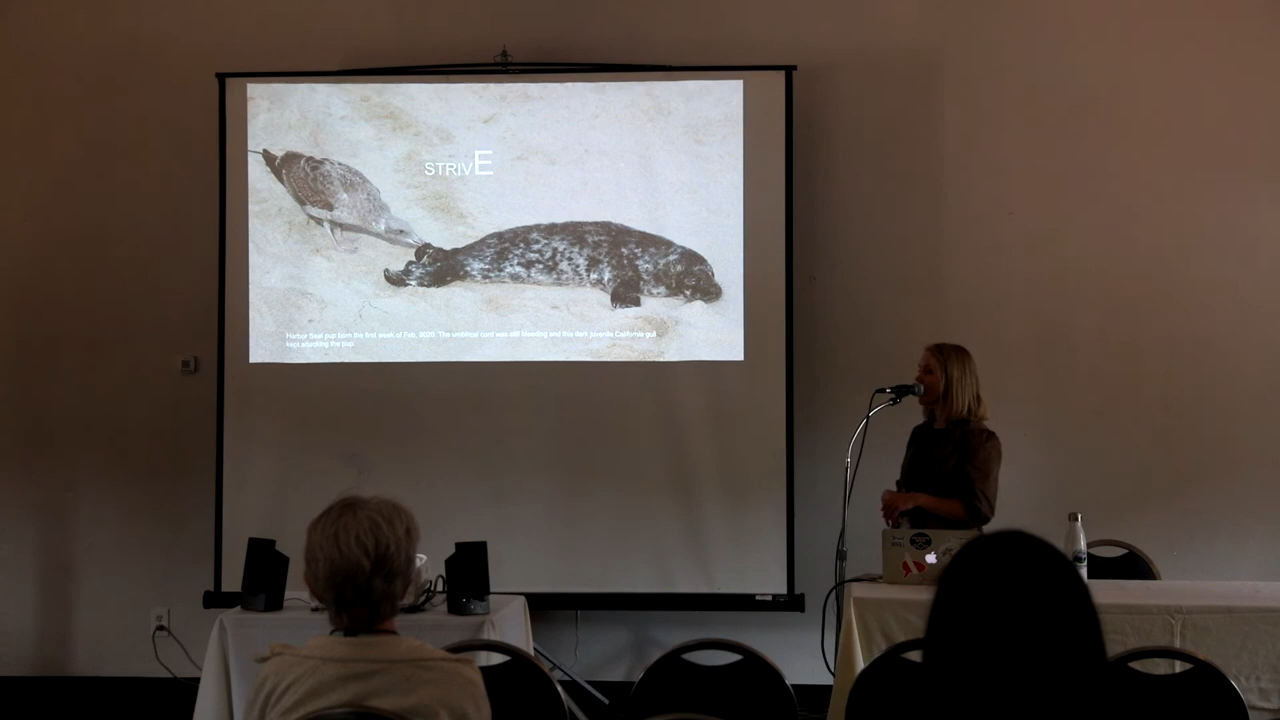 STRIVE
Harbor Seal pup born the first week of Feb, 2020. The umbilical cord was still bleeding and this dark juvenile California gull
kept attacking the pup.